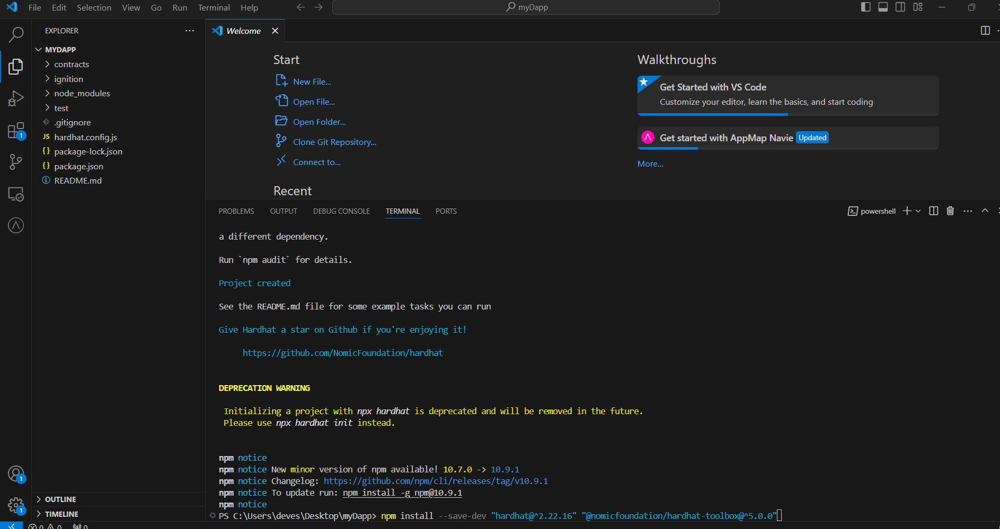 File Edit Selection View Go Run Terminal Help
myDapp
EXPLORER
MYDAPP
contracts
ignition
node_modules
test
.gitignore
JS hardhat.config.js
{} package-lock.json
{} package.json
README.md
OUTLINE
TIMELINE
1
1
1
Welcome
Start
New File...
Open File...
Open Folder...
Clone Git Repository...
Connect to...
Recent
Walkthroughs
Get Started with VS Code
Customize your editor, learn the basics, and start coding
Get started with AppMap Navie Updated
More...
PROBLEMS OUTPUT DEBUG CONSOLE TERMINAL PORTS
powershell
a different dependency.
Run `npm audit` for details.
Project created
See the README.md file for some example tasks you can run
Give Hardhat a star on Github if you're enjoying it!
https://github.com/NomicFoundation/hardhat
DEPRECATION WARNING
Initializing a project with npx hardhat is deprecated and will be removed in the future.
Please use npx hardhat init instead.
npm notice
npm notice New minor version of npm available! 10.7.0 -> 10.9.1
npm notice Changelog: https://github.com/npm/cli/releases/tag/v10.9.1
npm notice To update run: npm install -g npm@10.9.1
npm notice
PS C:\Users\deves\Desktop\myDapp> npm install --save-dev "hardhat@^2.22.16" "@nomicfoundation/hardhat-toolbox@^5.0.0"
0 0 0